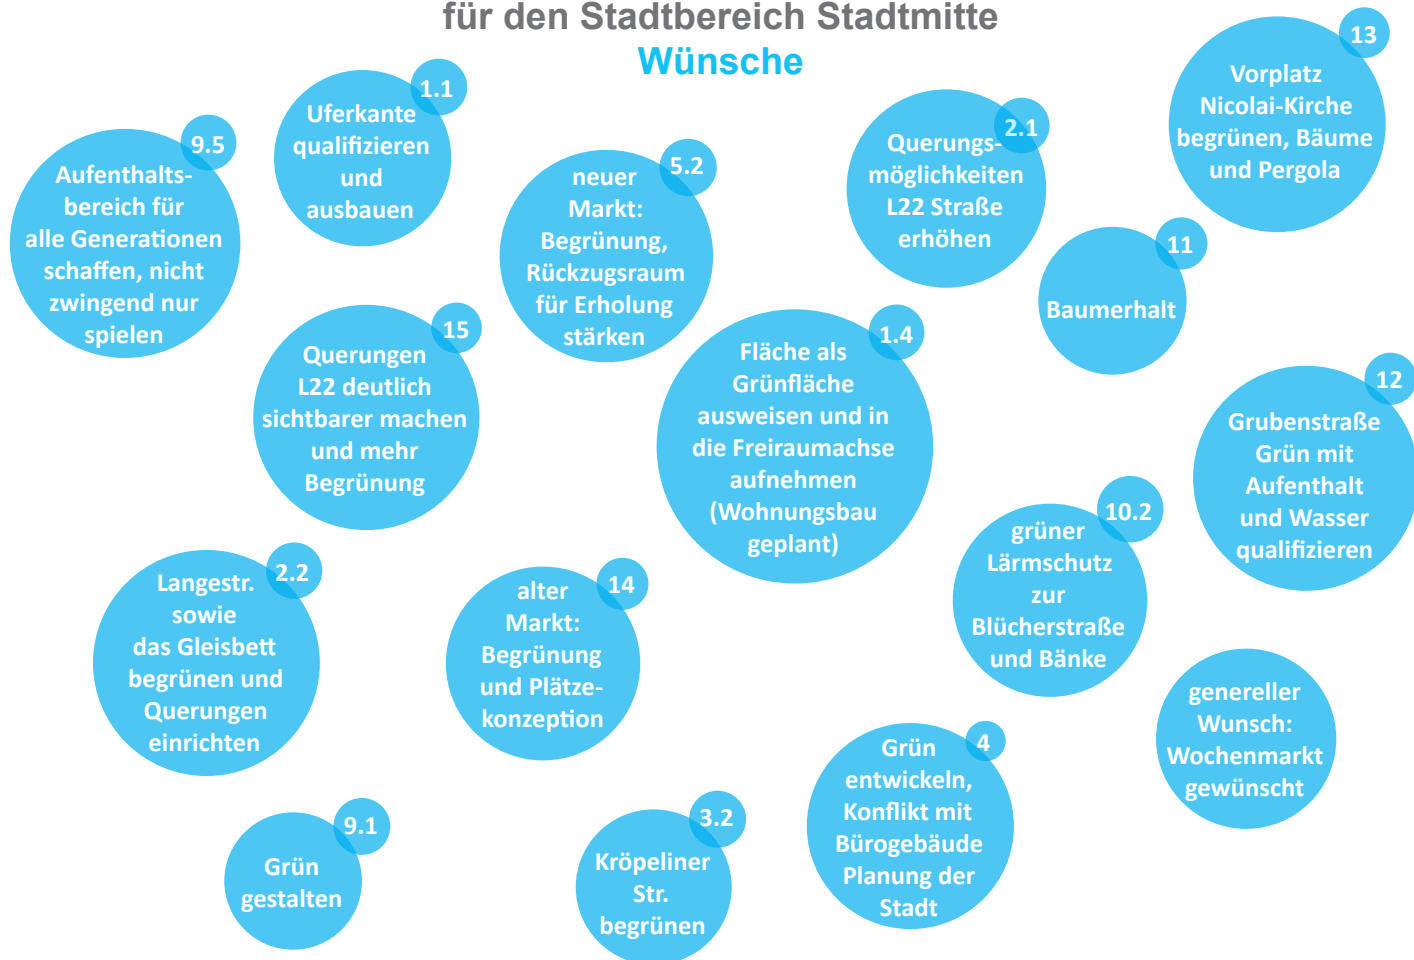 für den Stadtbereich Stadtmitte
Wünsche
13
Vorplatz
Nicolai-Kirche
begrünen, Bäume
und Pergola
1.1
Uferkante
qualifizieren
und
ausbauen
9.5
Aufenthalts-
bereich für
alle Generationen
schaffen, nicht
zwingend nur
spielen
5.2
neuer
Markt:
Begrünung,
Rückzugsraum
für Erholung
stärken
2.1
Querungs-
möglichkeiten
L22 Straße
erhöhen
11
Baumerhalt
15
Querungen
L22 deutlich
sichtbarer machen
und mehr
Begrünung
1.4
Fläche als
Grünfläche
ausweisen und in
die Freiraumachse
aufnehmen
(Wohnungsbau
geplant)
12
Grubenstraße
Grün mit
Aufenthalt
und Wasser
qualifizieren
10.2
grüner
Lärmschutz
zur
Blücherstraße
und Bänke
2.2
Langestr.
sowie
das Gleisbett
begrünen und
Querungen
einrichten
14
alter
Markt:
Begrünung
und Plätze-
konzeption
genereller
Wunsch:
Wochenmarkt
gewünscht
4
Grün
entwickeln,
Konflikt mit
Bürogebäude
Planung der
Stadt
9.1
Grün
gestalten
3.2
Kröpeliner
Str.
begrünen